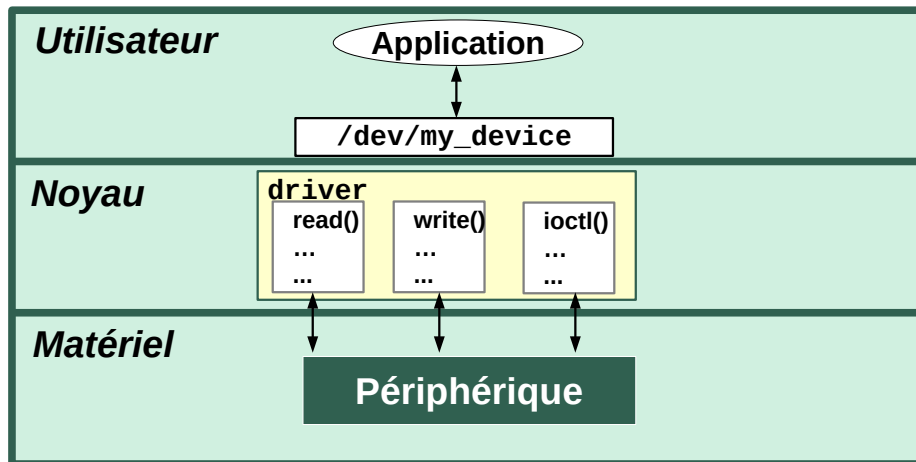 Utilisateur
Application
/dev/my_device
Noyau
driver
read() write() ioctl()
… … …
... ... ...
Matériel
Périphérique